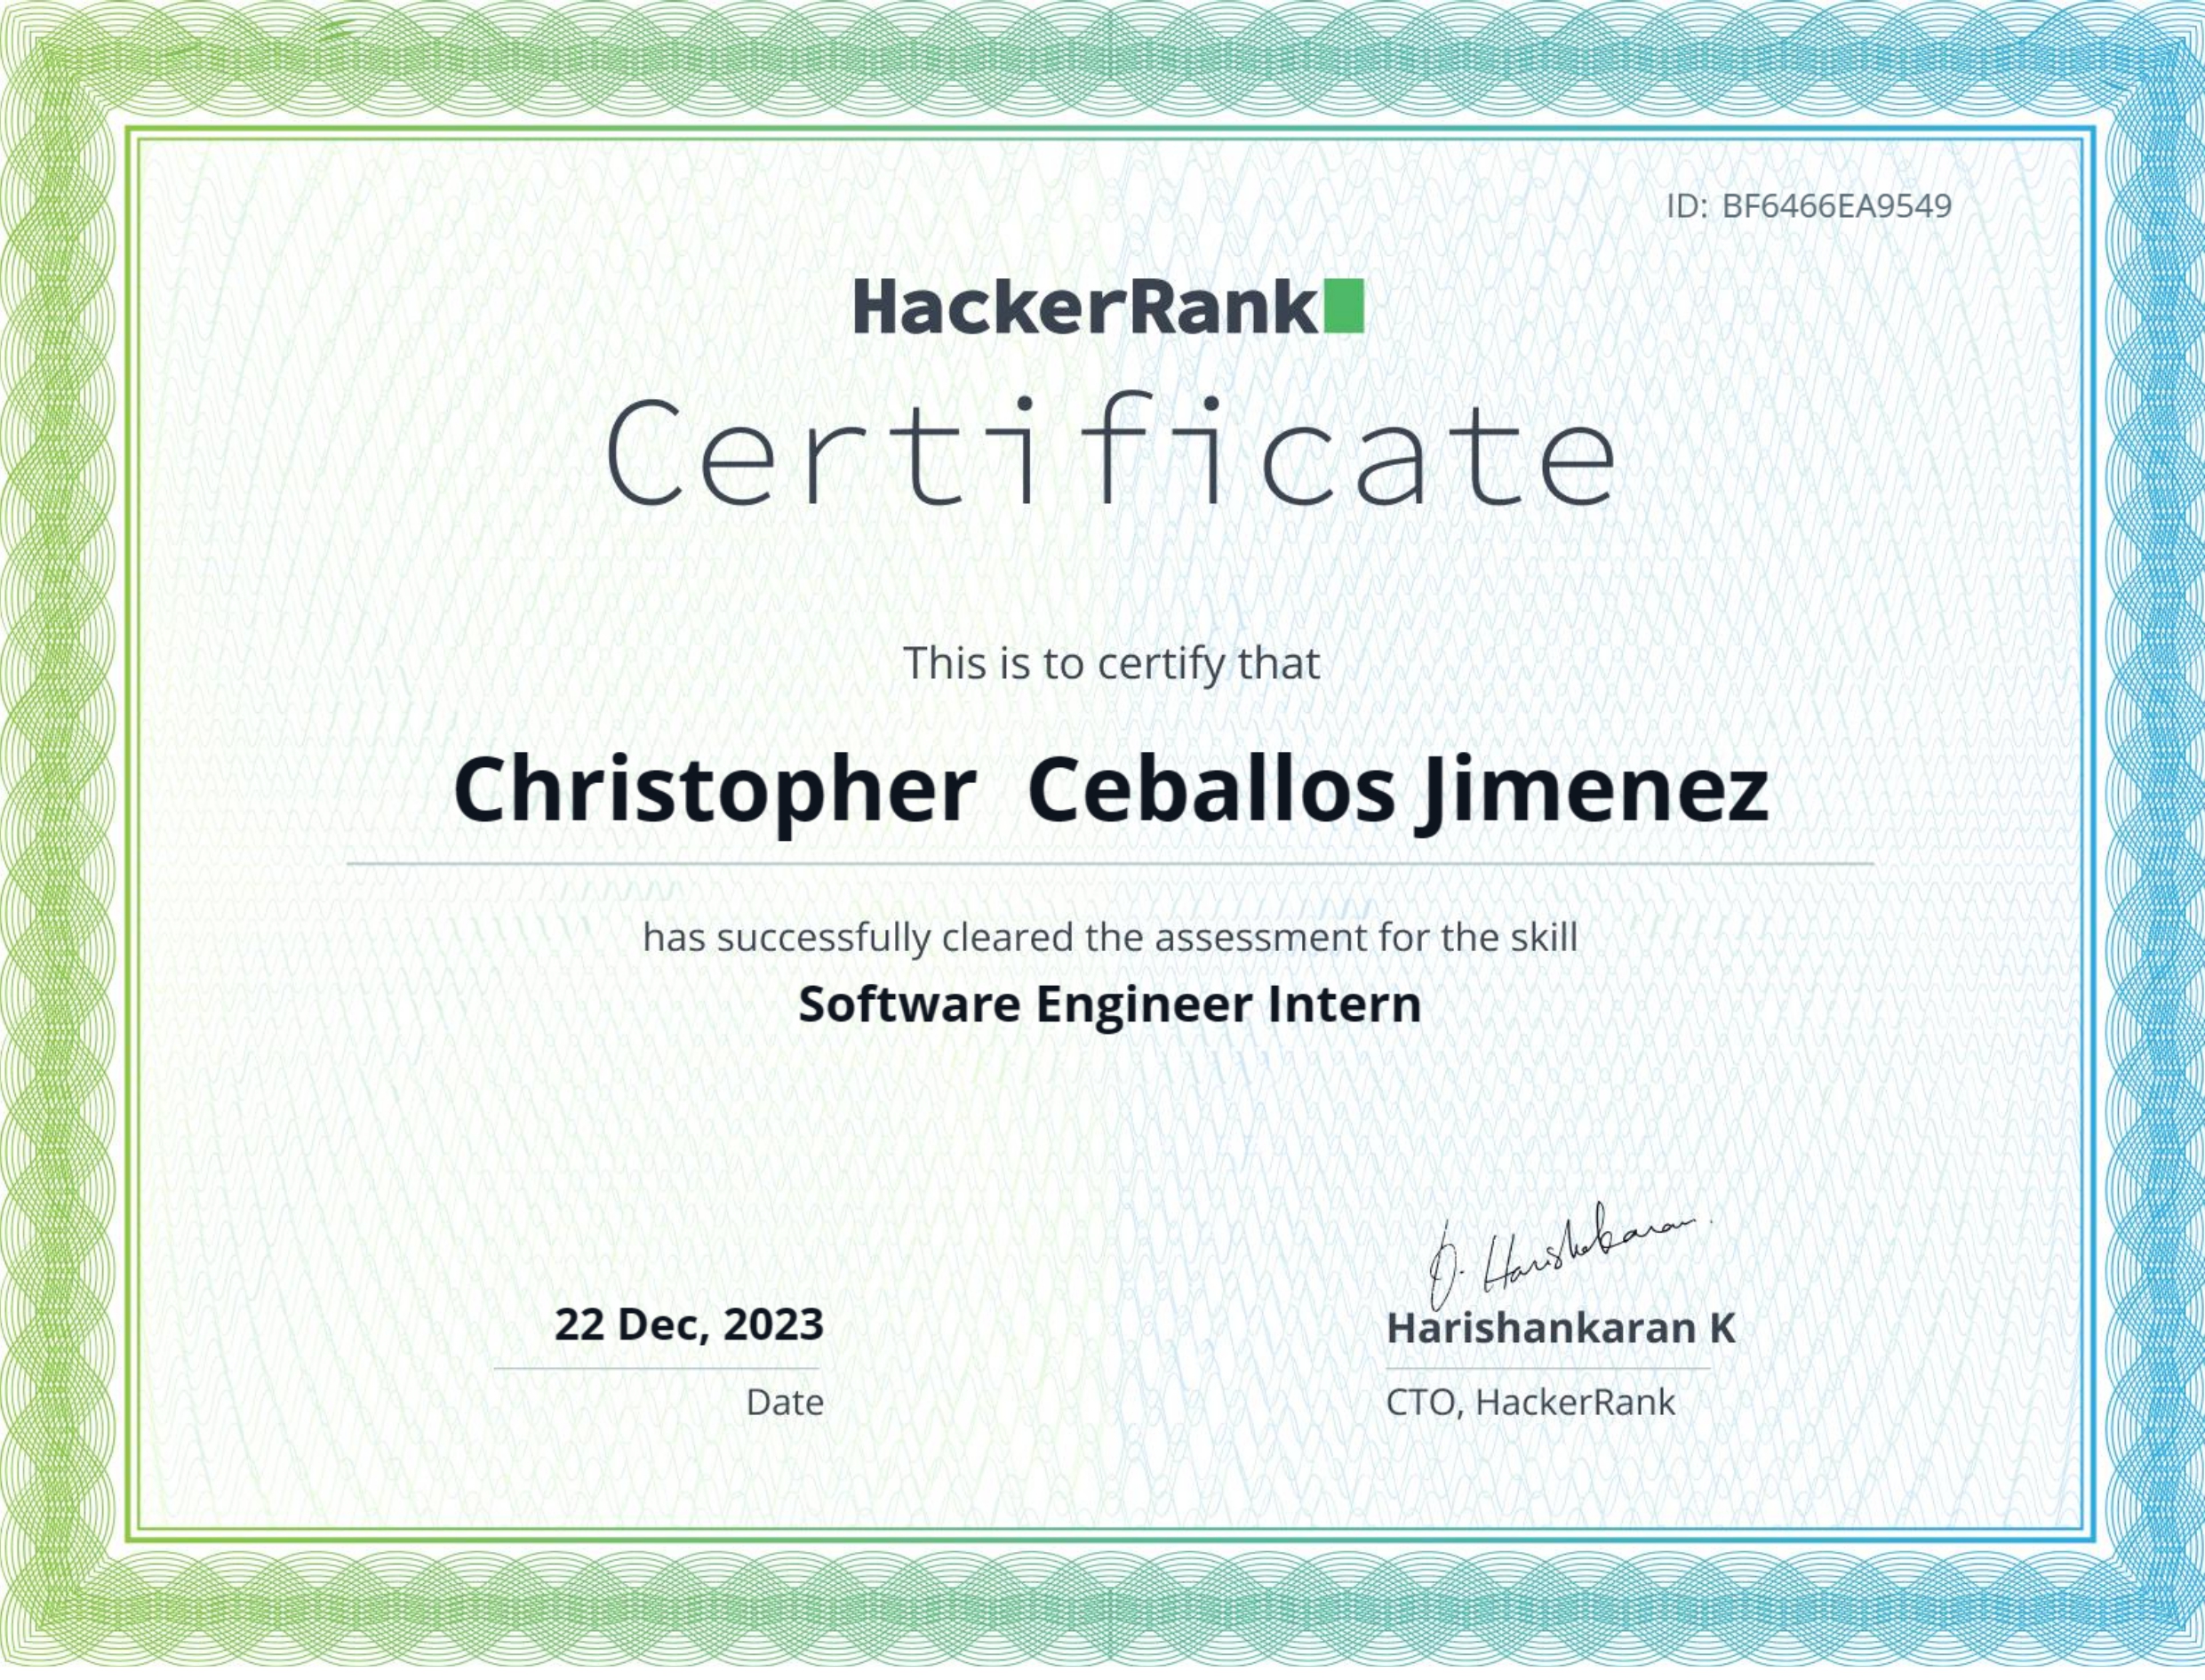 ID: BF6466EA9549
HackerRank
Certificate
This is to certify that
Christopher Ceballos Jimenez
has successfully cleared the assessment for the skill
Software Engineer Intern
22 Dec, 2023
Date
Harishankaran K
CTO, HackerRank